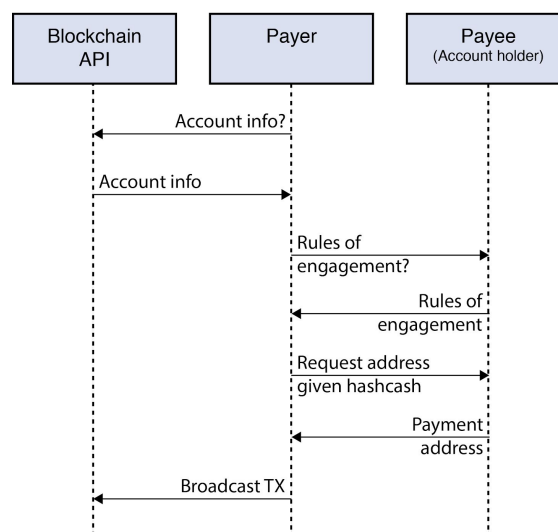 Blockchain
API
Payer
Payee
(Account holder)
Account info?
Account info
Rules of
engagement?
Rules of
engagement
Request address
given hashcash
Payment
address
Broadcast TX